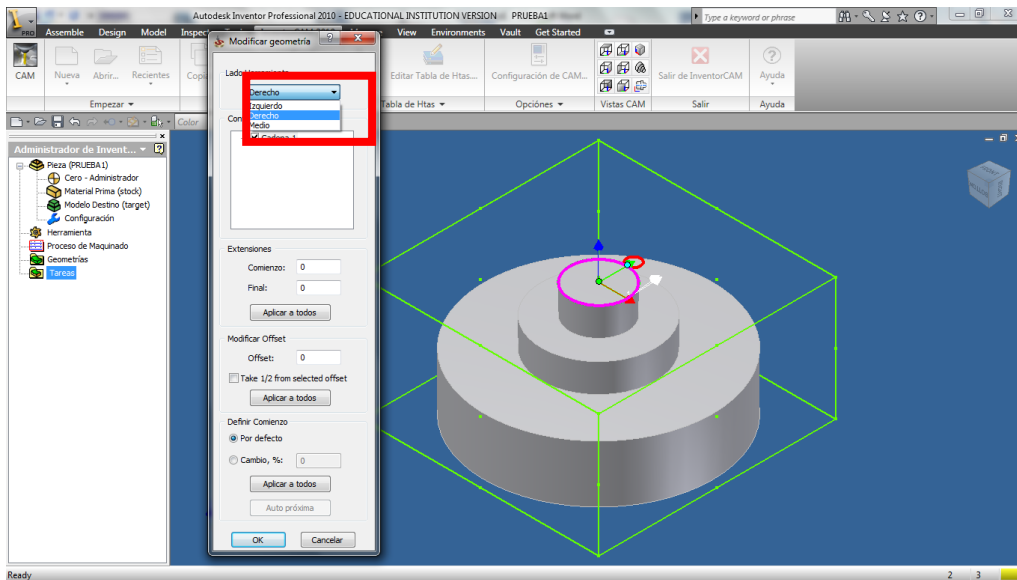 Autodesk Inventor Professional 2010 - EDUCATIONAL INSTITUTION VERSION PRUEBA1
Type a keyword or phrase
PRO
Assemble Design Model Inspect View Environments Vault Get Started
CAM
Nueva Abrir... Recientes Editar Tabla de Htas... Configuración de CAM... Salir de InventorCAM Ayuda
Empezar Tabla de Htas Opciónes Vistas CAM Salir Ayuda
Color
Administrador de Invent...
Pieza (PRUEBA1)
Cero - Administrador
Material Prima (stock)
Modelo Destino (target)
Configuración
Herramienta
Proceso de Maquinado
Geometrías
Tareas
Modificar geometría
Derecho
Izquierdo
Derecho
Medio
Cadena 1
Extensiones
Comienzo: 0
Final: 0
Aplicar a todos
Modificar Offset
Offset: 0
Take 1/2 from selected offset
Aplicar a todos
Definir Comienzo
Por defecto
Cambio, %: 0
Aplicar a todos
Auto próxima
OK Cancelar
Ready
2 3